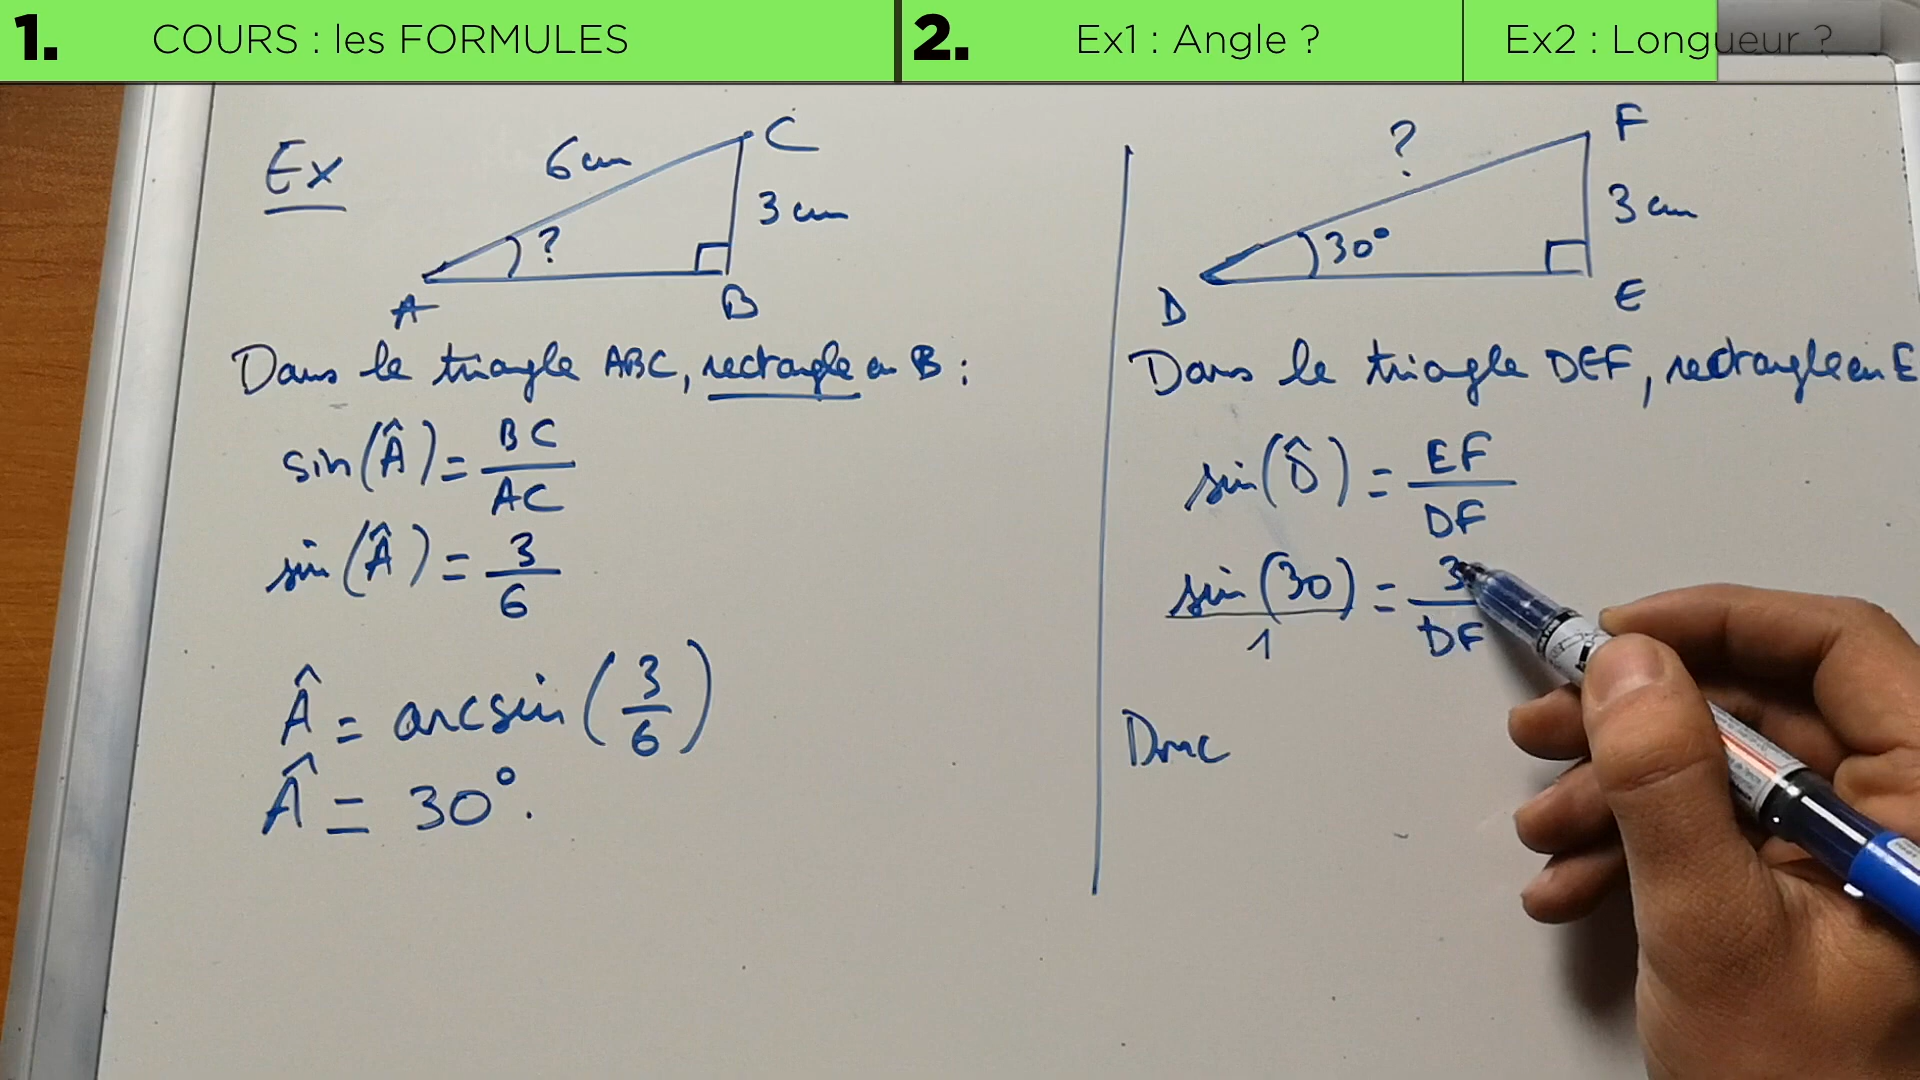 1. COURS : les FORMULES
2. Ex1 : Angle ?
Ex2 : Longueur ?
Ex
6 cm
C
3 cm
?
A
B
Dans le triangle ABC, rectangle en B :
sin(Â) = BC/AC
sin(Â) = 3/6
Â = arcsin(3/6)
Â = 30°.
?
F
3 cm
30°
D
E
Dans le triangle DEF, rectangle en E
sin(D̂) = EF/DF
sin(30)/1 = 3/DF
Donc